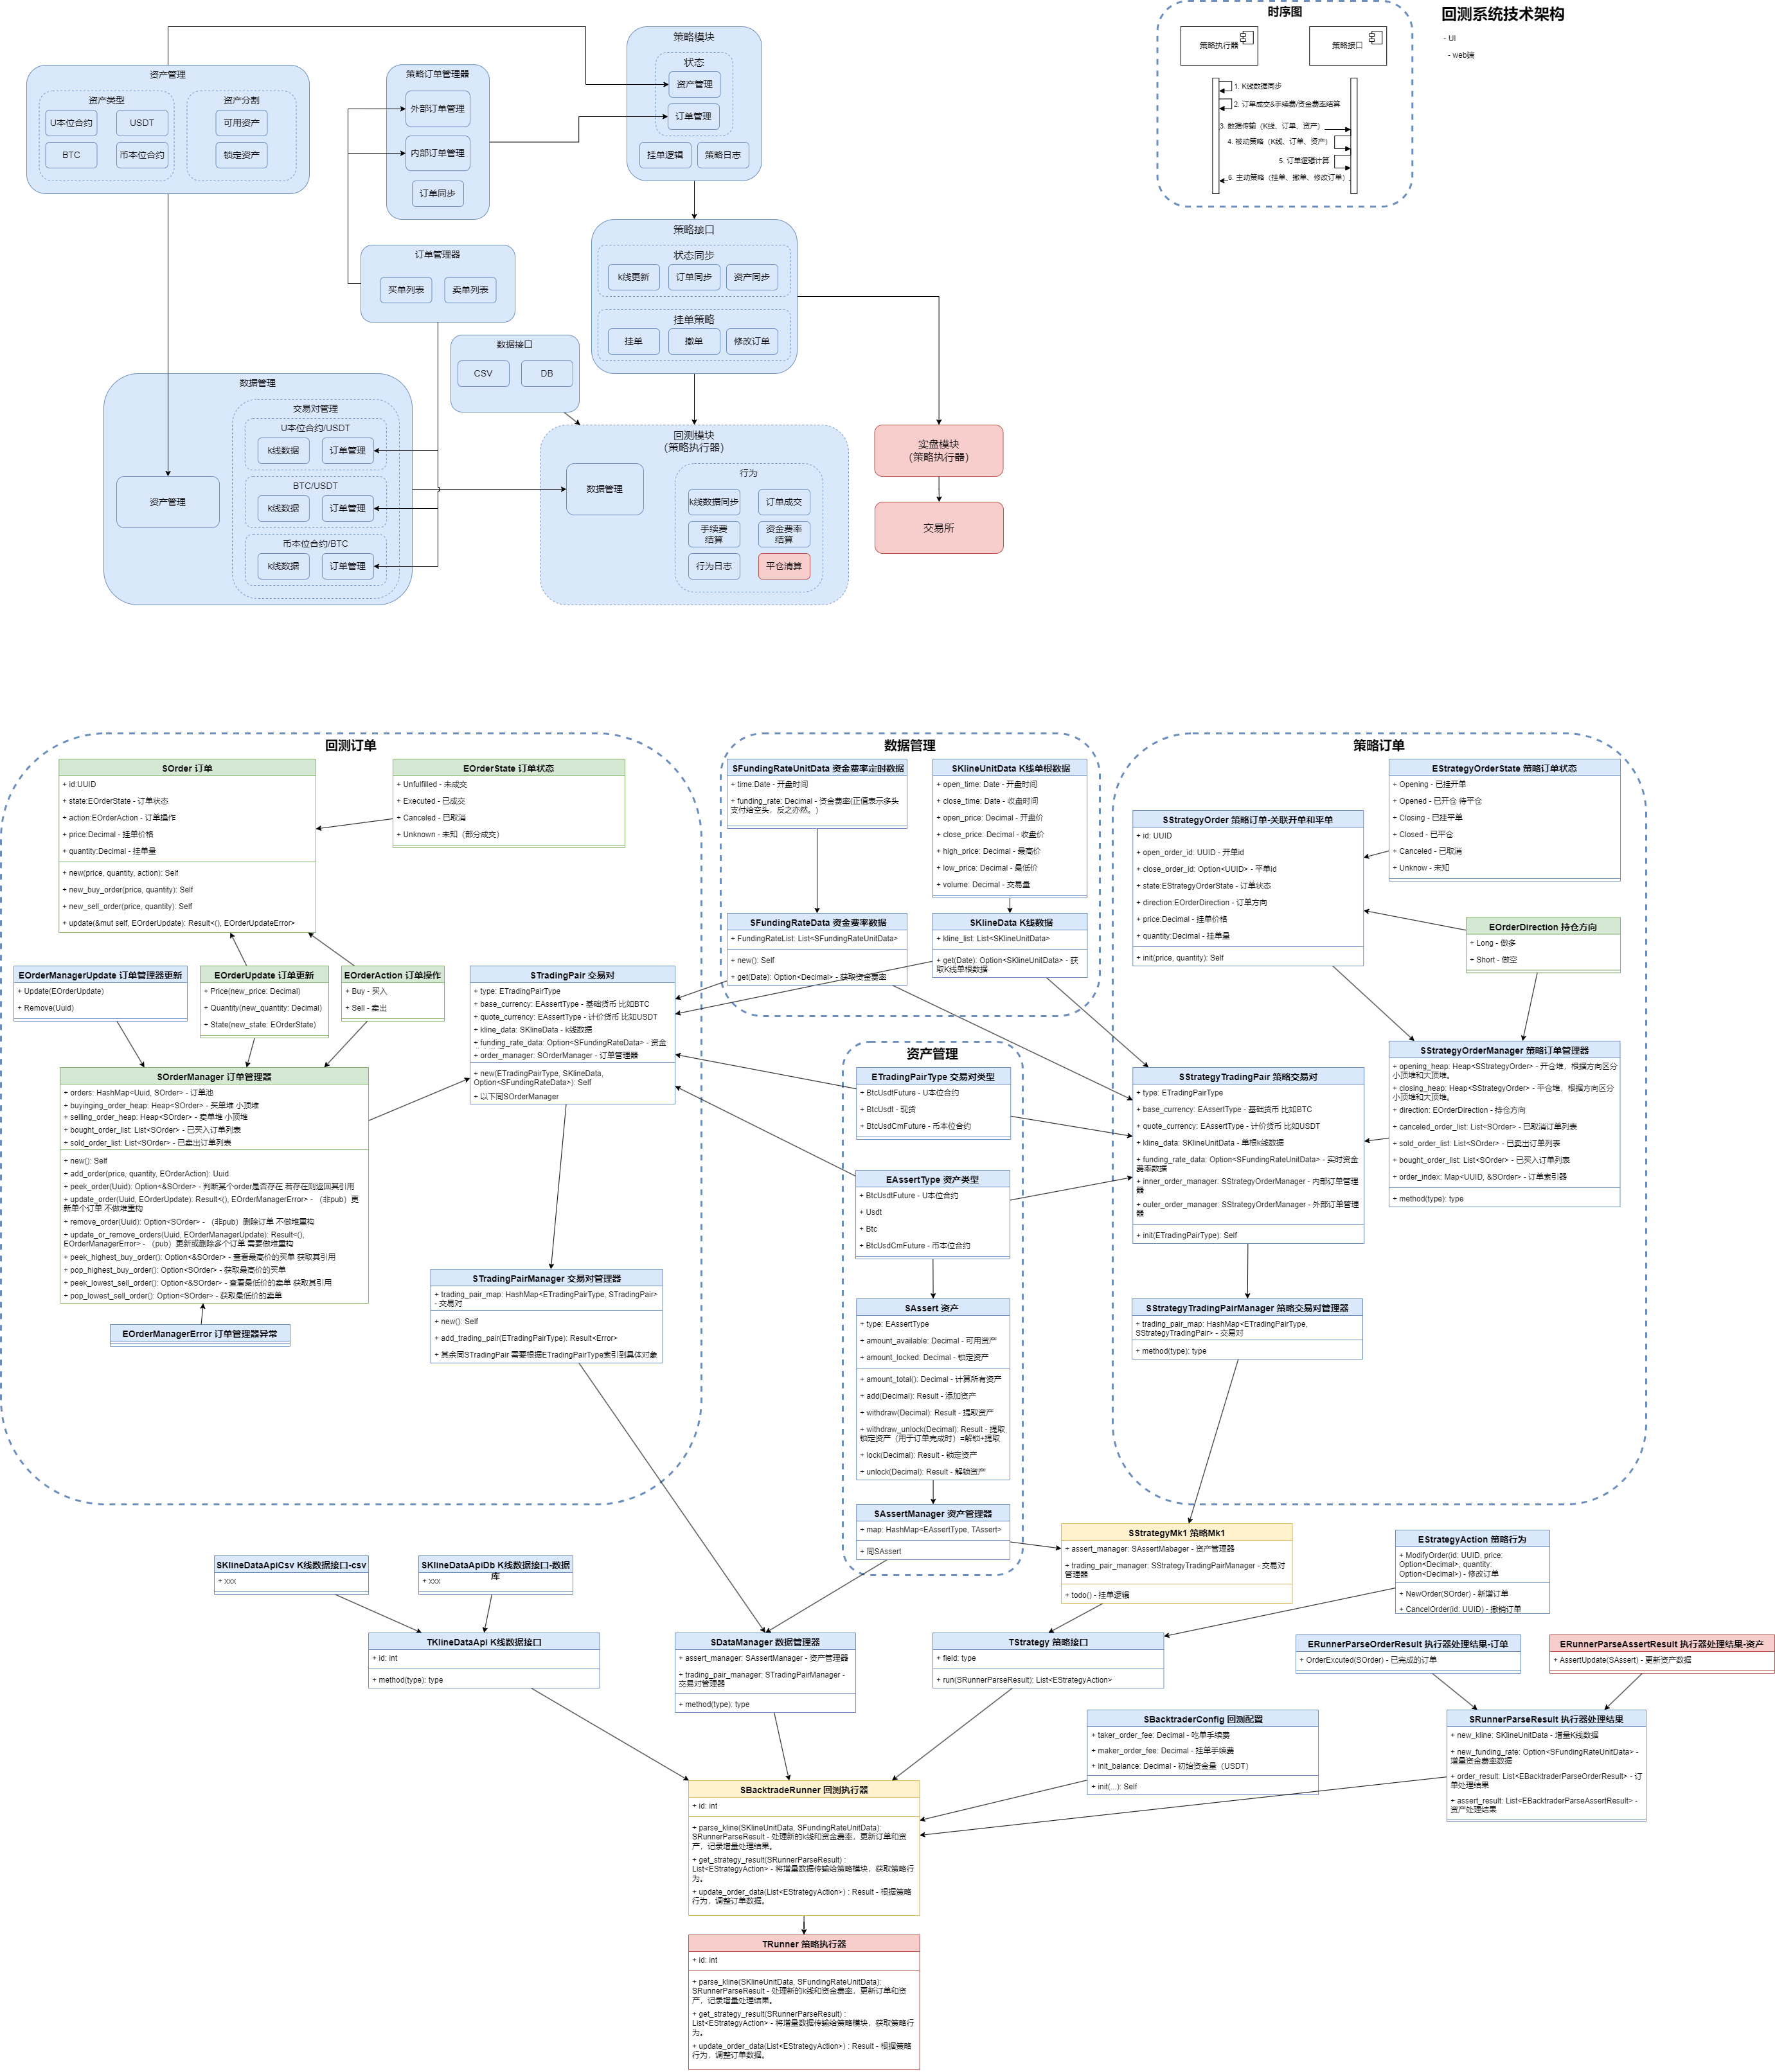 时序图
策略执行器
策略接口
1. K线数据同步
2. 订单成交&手续费/资金费率结算
3. 数据传输（K线、订单、资产）
4. 被动策略（K线、订单、资产）
5. 订单逻辑计算
6. 主动策略（挂单、撤单、修改订单）
回测系统技术架构
- UI
- web端
资产管理
资产类型
U本位合约
USDT
BTC
币本位合约
资产分割
可用资产
锁定资产
策略订单管理器
外部订单管理
内部订单管理
订单同步
策略模块
状态
资产管理
订单管理
挂单逻辑
策略日志
订单管理器
买单列表
卖单列表
策略接口
状态同步
k线更新
订单同步
资产同步
挂单策略
挂单
撤单
修改订单
数据接口
CSV
DB
数据管理
资产管理
交易对管理
U本位合约/USDT
k线数据
订单管理
BTC/USDT
k线数据
订单管理
币本位合约/BTC
k线数据
订单管理
回测模块
(策略执行器)
数据管理
行为
k线数据同步
订单成交
手续费
结算
资金费率
结算
行为日志
平仓清算
实盘模块
(策略执行器)
交易所
回测订单
SOrder 订单
+ id:UUID
+ state:EOrderState - 订单状态
+ action:EOrderAction - 订单操作
+ price:Decimal - 挂单价格
+ quantity:Decimal - 挂单量
+ new(price, quantity, action): Self
+ new_buy_order(price, quantity): Self
+ new_sell_order(price, quantity): Self
+ update(&mut self, EOrderUpdate): Result<(), EOrderUpdateError>
EOrderState 订单状态
+ Unfulfilled - 未成交
+ Executed - 已成交
+ Canceled - 已取消
+ Unknown - 未知（部分成交）
EOrderManagerUpdate 订单管理器更新
+ Update(EOrderUpdate)
+ Remove(Uuid)
EOrderUpdate 订单更新
+ Price(new_price: Decimal)
+ Quantity(new_quantity: Decimal)
+ State(new_state: EOrderState)
EOrderAction 订单操作
+ Buy - 买入
+ Sell - 卖出
SOrderManager 订单管理器
+ orders: HashMap<Uuid, SOrder> - 订单池
+ buyinging_order_heap: Heap<SOrder> - 买单堆 小顶堆
+ selling_order_heap: Heap<SOrder> - 卖单堆 小顶堆
+ bought_order_list: List<SOrder> - 已买入订单列表
+ sold_order_list: List<SOrder> - 已卖出订单列表
+ new(): Self
+ add_order(price, quantity, EOrderAction): Uuid
+ peek_order(Uuid): Option<&SOrder> - 判断某个order是否存在 若存在则返回其引用
+ update_order(Uuid, EOrderUpdate): Result<(), EOrderManagerError> - （非pub）更
新单个订单 不做堆重构
+ remove_order(Uuid): Option<SOrder> - （非pub）删除订单 不做堆重构
+ update_or_remove_orders(Uuid, EOrderManagerUpdate): Result<(),
EOrderManagerError> - （pub）更新或删除多个订单 需要做堆重构
+ peek_highest_buy_order(): Option<&SOrder> - 查看最高价的买单 获取其引用
+ pop_highest_buy_order(): Option<SOrder> - 获取最高价的买单
+ peek_lowest_sell_order(): Option<&SOrder> - 查看最低价的卖单 获取其引用
+ pop_lowest_sell_order(): Option<SOrder> - 获取最低价的卖单
EOrderManagerError 订单管理器异常
STradingPair 交易对
+ type: ETradingPairType
+ base_currency: EAssertType - 基础货币 比如BTC
+ quote_currency: EAssertType - 计价货币 比如USDT
+ kline_data: SKlineData - k线数据
+ funding_rate_data: Option<SFundingRateData> - 资金
+ order_manager: SOrderManager - 订单管理器
+ new(ETradingPairType, SKlineData,
Option<SFundingRateData>): Self
+ 以下同SOrderManager
STradingPairManager 交易对管理器
+ trading_pair_map: HashMap<ETradingPairType, STradingPair>
- 交易对
+ new(): Self
+ add_trading_pair(ETradingPairType): Result<Error>
+ 其余同STradingPair 需要根据ETradingPairType索引到具体对象
数据管理
SFundingRateUnitData 资金费率定时数据
+ time:Date - 开盘时间
+ funding_rate: Decimal - 资金费率(正值表示多头
支付给空头，反之亦然。)
SKlineUnitData K线单根数据
+ open_time: Date - 开盘时间
+ close_time: Date - 收盘时间
+ open_price: Decimal - 开盘价
+ close_price: Decimal - 收盘价
+ high_price: Decimal - 最高价
+ low_price: Decimal - 最低价
+ volume: Decimal - 交易量
SFundingRateData 资金费率数据
+ FundingRateList: List<SFundingRateUnitData>
+ new(): Self
+ get(Date): Option<Decimal> - 获取资金费率
SKlineData K线数据
+ kline_list: List<SKlineUnitData>
+ get(Date): Option<SKlineUnitData> - 获
取K线单根数据
资产管理
ETradingPairType 交易对类型
+ BtcUsdtFuture - U本位合约
+ BtcUsdt - 现货
+ BtcUsdCmFuture - 币本位合约
EAssertType 资产类型
+ BtcUsdtFuture - U本位合约
+ Usdt
+ Btc
+ BtcUsdCmFuture - 币本位合约
SAssert 资产
+ type: EAssertType
+ amount_available: Decimal - 可用资产
+ amount_locked: Decimal - 锁定资产
+ amount_total(): Decimal - 计算所有资产
+ add(Decimal): Result - 添加资产
+ withdraw(Decimal): Result - 提取资产
+ withdraw_unlock(Decimal): Result - 提取
锁定资产（用于订单完成时）=解锁+提取
+ lock(Decimal): Result - 锁定资产
+ unlock(Decimal): Result - 解锁资产
SAssertManager 资产管理器
+ map: HashMap<EAssertType, TAssert>
+ 同SAssert
策略订单
EStrategyOrderState 策略订单状态
+ Opening - 已挂开单
+ Opened - 已开仓 待平仓
+ Closing - 已挂平单
+ Closed - 已平仓
+ Canceled - 已取消
+ Unknow - 未知
SStrategyOrder 策略订单-关联开单和平单
+ id: UUID
+ open_order_id: UUID - 开单id
+ close_order_id: Option<UUID> - 平单id
+ state:EStrategyOrderState - 订单状态
+ direction:EOrderDirection - 订单方向
+ price:Decimal - 挂单价格
+ quantity:Decimal - 挂单量
+ init(price, quantity): Self
EOrderDirection 持仓方向
+ Long - 做多
+ Short - 做空
SStrategyOrderManager 策略订单管理器
+ opening_heap: Heap<SStrategyOrder> - 开仓堆，根据方向区分
小顶堆和大顶堆。
+ closing_heap: Heap<SStrategyOrder> - 平仓堆，根据方向区分
小顶堆和大顶堆。
+ direction: EOrderDirection - 持仓方向
+ canceled_order_list: List<SOrder> - 已取消订单列表
+ sold_order_list: List<SOrder> - 已卖出订单列表
+ bought_order_list: List<SOrder> - 已买入订单列表
+ order_index: Map<UUID, &SOrder> - 订单索引器
+ method(type): type
SStrategyTradingPair 策略交易对
+ type: ETradingPairType
+ base_currency: EAssertType - 基础货币 比如BTC
+ quote_currency: EAssertType - 计价货币 比如USDT
+ kline_data: SKlineUnitData - 单根k线数据
+ funding_rate_data: Option<SFundingRateUnitData> - 实时资金
费率数据
+ inner_order_manager: SStrategyOrderManager - 内部订单管理
器
+ outer_order_manager: SStrategyOrderManager - 外部订单管理
器
+ init(ETradingPairType): Self
SStrategyTradingPairManager 策略交易对管理器
+ trading_pair_map: HashMap<ETradingPairType,
SStrategyTradingPair> - 交易对
+ method(type): type
SStrategyMk1 策略Mk1
+ assert_manager: SAssertMabager - 资产管理器
+ trading_pair_manager: SStrategyTradingPairManager - 交易对
管理器
+ todo() - 挂单逻辑
EStrategyAction 策略行为
+ ModifyOrder(id: UUID, price:
Option<Decimal>, quantity:
Option<Decimal>) - 修改订单
+ NewOrder(SOrder) - 新增订单
+ CancelOrder(id: UUID) - 撤销订单
SKlineDataApiCsv K线数据接口-csv
+ xxx
SKlineDataApiDb K线数据接口-数据
库
+ xxx
TKlineDataApi K线数据接口
+ id: int
+ method(type): type
SDataManager 数据管理器
+ assert_manager: SAssertManager - 资产管理器
+ trading_pair_manager: STradingPairManager -
交易对管理器
+ method(type): type
TStrategy 策略接口
+ field: type
+ run(SRunnerParseResult): List<EStrategyAction>
ERunnerParseOrderResult 执行器处理结果-订单
+ OrderExcuted(SOrder) - 已完成的订单
ERunnerParseAssertResult 执行器处理结果-资产
+ AssertUpdate(SAssert) - 更新资产数据
SBacktraderConfig 回测配置
+ taker_order_fee: Decimal - 吃单手续费
+ maker_order_fee: Decimal - 挂单手续费
+ init_balance: Decimal - 初始资金量（USDT）
+ init(...): Self
SRunnerParseResult 执行器处理结果
+ new_kline: SKlineUnitData - 增量K线数据
+ new_funding_rate: Option<SFundingRateUnitData> -
增量资金费率数据
+ order_result: List<EBacktraderParseOrderResult> - 订
单处理结果
+ assert_result: List<EBacktraderParseAssertResult> -
资产处理结果
SBacktradeRunner 回测执行器
+ id: int
+ parse_kline(SKlineUnitData, SFundingRateUnitData):
SRunnerParseResult - 处理新的k线和资金费率，更新订单和资
产，记录增量处理结果。
+ get_strategy_result(SRunnerParseResult) :
List<EStrategyAction> - 将增量数据传输给策略模块，获取策略行
为。
+ update_order_data(List<EStrategyAction>) : Result - 根据策略
行为，调整订单数据。
TRunner 策略执行器
+ id: int
+ parse_kline(SKlineUnitData, SFundingRateUnitData):
SRunnerParseResult - 处理新的k线和资金费率，更新订单和资
产，记录增量处理结果。
+ get_strategy_result(SRunnerParseResult) :
List<EStrategyAction> - 将增量数据传输给策略模块，获取策略行
为。
+ update_order_data(List<EStrategyAction>) : Result - 根据策略
行为，调整订单数据。